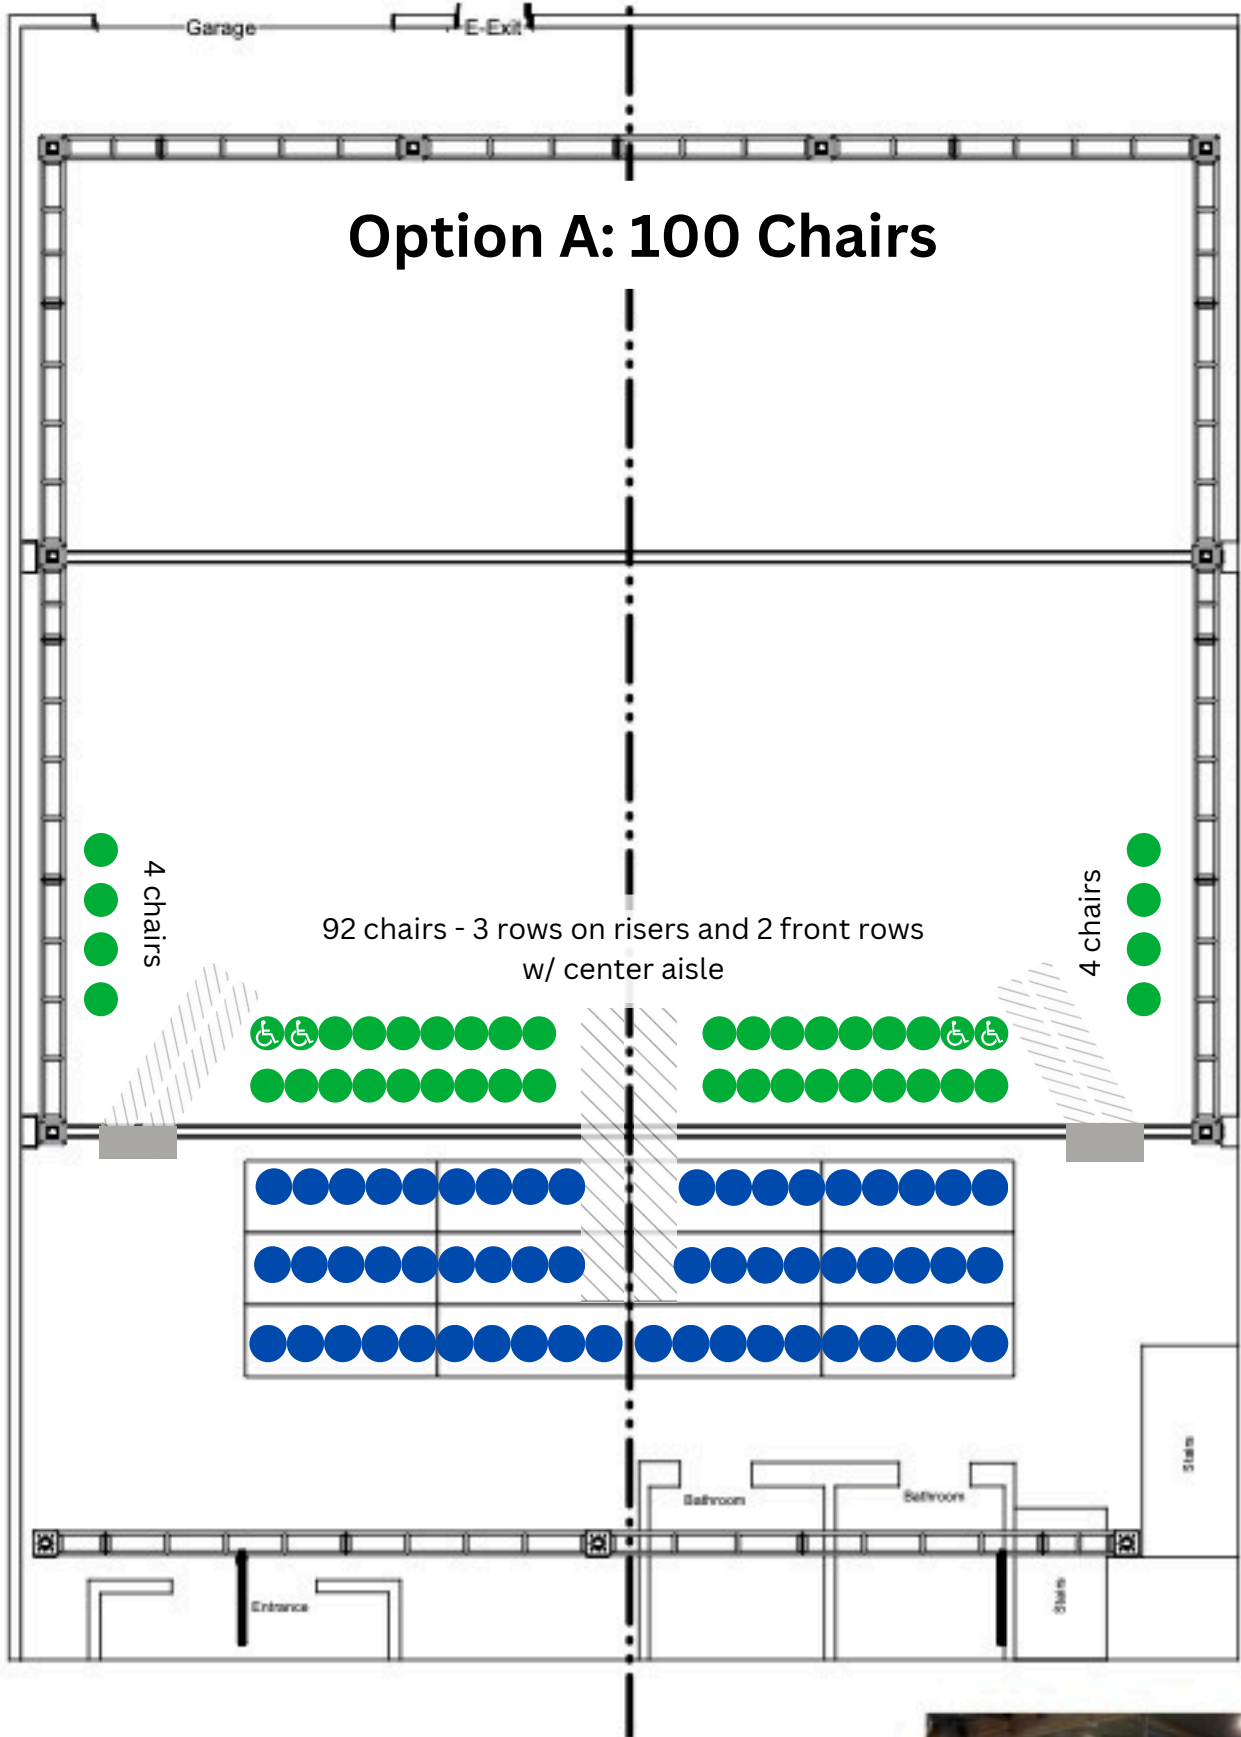 Garage
E-Exit
Option A: 100 Chairs
4 chairs
4 chairs
92 chairs - 3 rows on risers and 2 front rows
w/ center aisle
Stairs
Bathroom
Bathroom
Entrance
Stairs